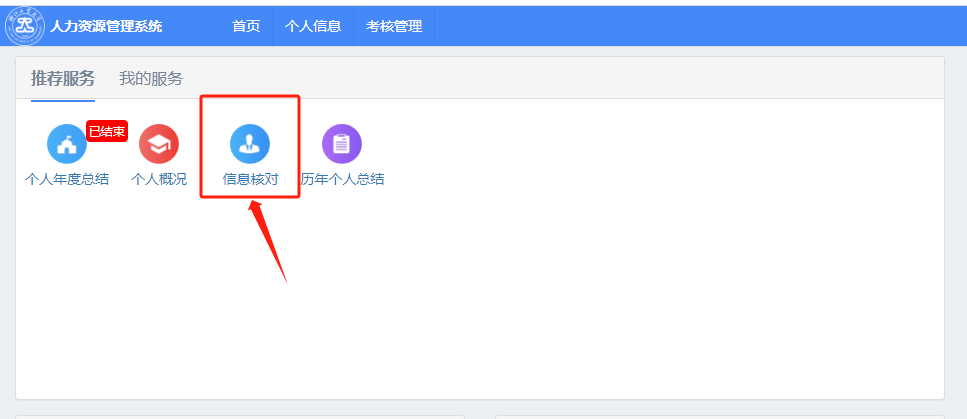 人力资源管理系统 首页 个人信息 考核管理
推荐服务 我的服务
已结束
个人年度总结 个人概况 信息核对 历年个人总结